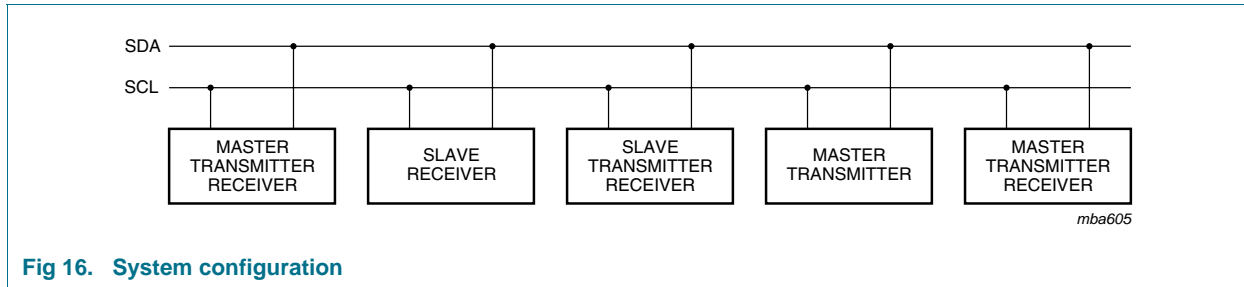 SDA
SCL
MASTER
TRANSMITTER
RECEIVER
SLAVE
RECEIVER
SLAVE
TRANSMITTER
RECEIVER
MASTER
TRANSMITTER
MASTER
TRANSMITTER
RECEIVER
mba605
Fig 16. System configuration